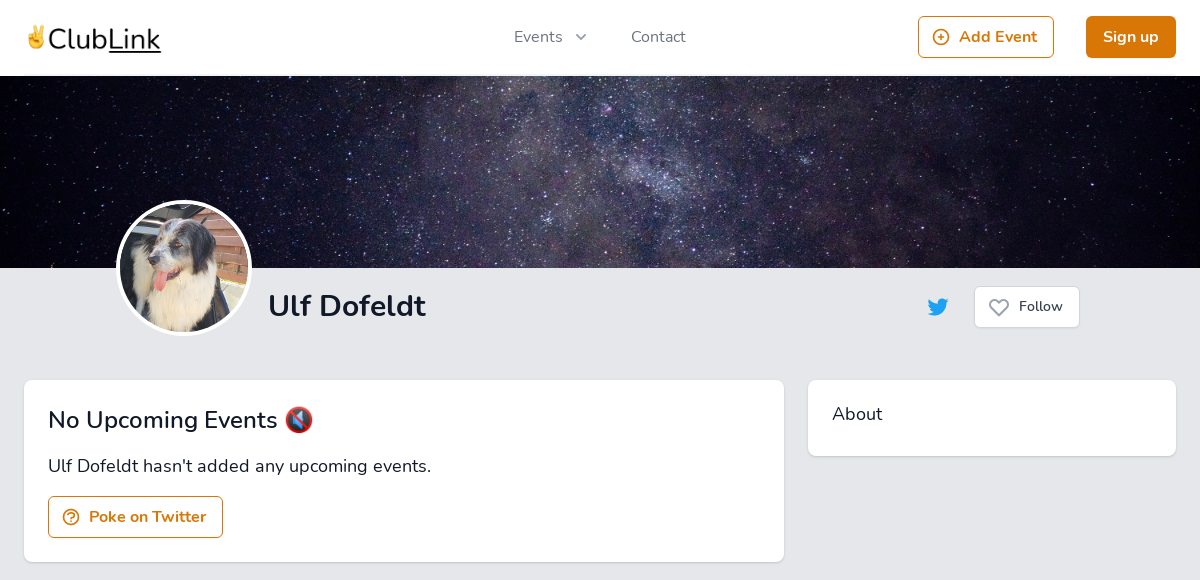 ✌️ClubLink
Events
Contact
Add Event
Sign up
Ulf Dofeldt
Follow
No Upcoming Events 🔇
Ulf Dofeldt hasn't added any upcoming events.
Poke on Twitter
About